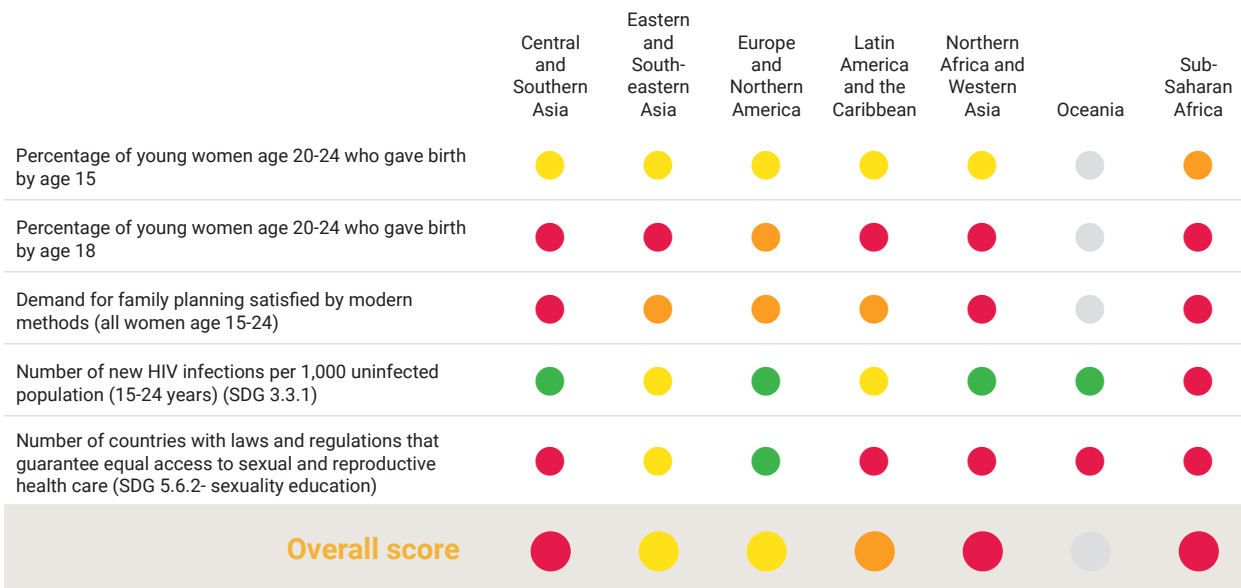 Central
and
Southern
Asia
Eastern
and
South-
eastern
Asia
Europe
and
Northern
America
Latin
America
and the
Caribbean
Northern
Africa and
Western
Asia
Oceania
Sub-
Saharan
Africa
Percentage of young women age 20-24 who gave birth
by age 15
Percentage of young women age 20-24 who gave birth
by age 18
Demand for family planning satisfied by modern
methods (all women age 15-24)
Number of new HIV infections per 1,000 uninfected
population (15-24 years) (SDG 3.3.1)
Number of countries with laws and regulations that
guarantee equal access to sexual and reproductive
health care (SDG 5.6.2- sexuality education)
Overall score